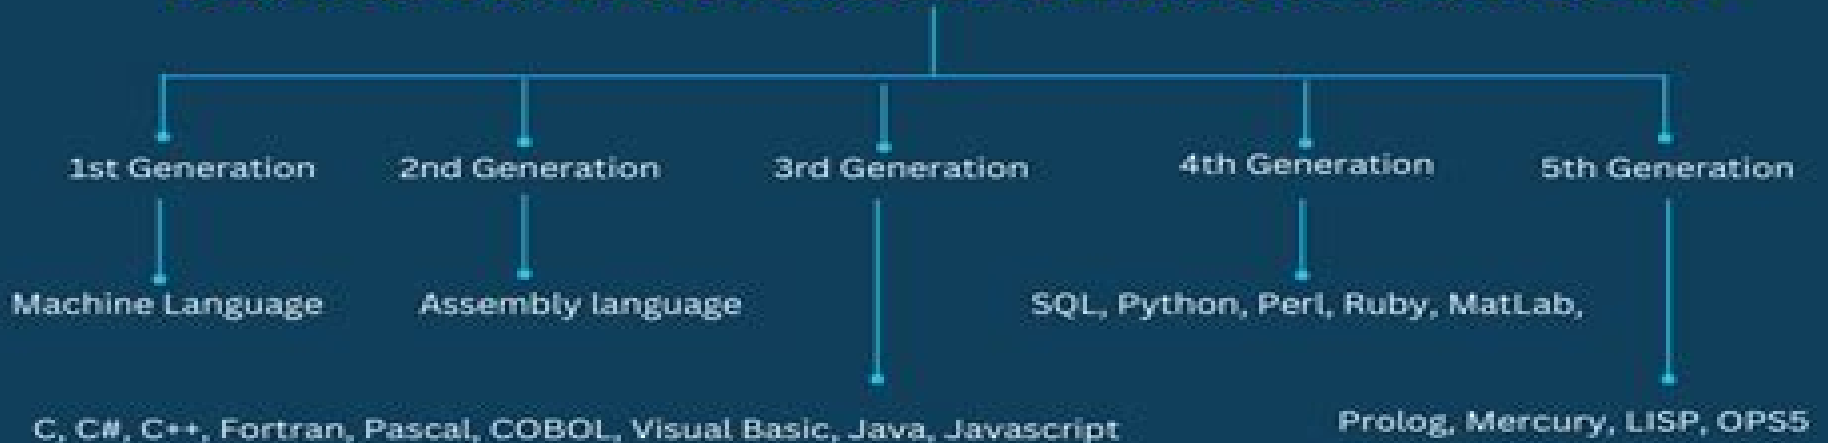 1st Generation
2nd Generation
3rd Generation
4th Generation
5th Generation
Machine Language
Assembly language
SQL, Python, Perl, Ruby, MatLab,
C, C#, C++, Fortran, Pascal, COBOL, Visual Basic, Java, Javascript
Prolog, Mercury, LISP, OPS5